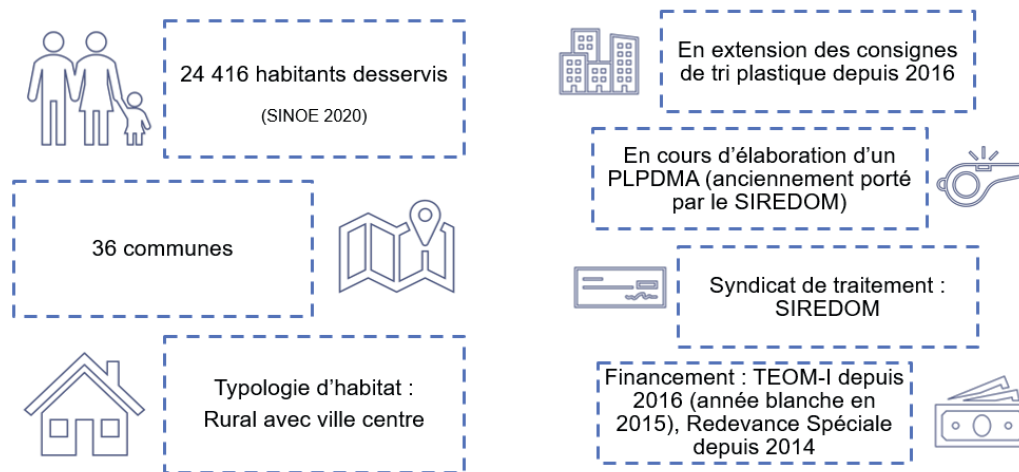 24 416 habitants desservis
(SINOE 2020)
36 communes
Typologie d’habitat :
Rural avec ville centre
En extension des consignes
de tri plastique depuis 2016
En cours d’élaboration d’un
PLPDMA (anciennement porté
par le SIREDOM)
Syndicat de traitement :
SIREDOM
Financement : TEOM-I depuis
2016 (année blanche en
2015), Redevance Spéciale
depuis 2014